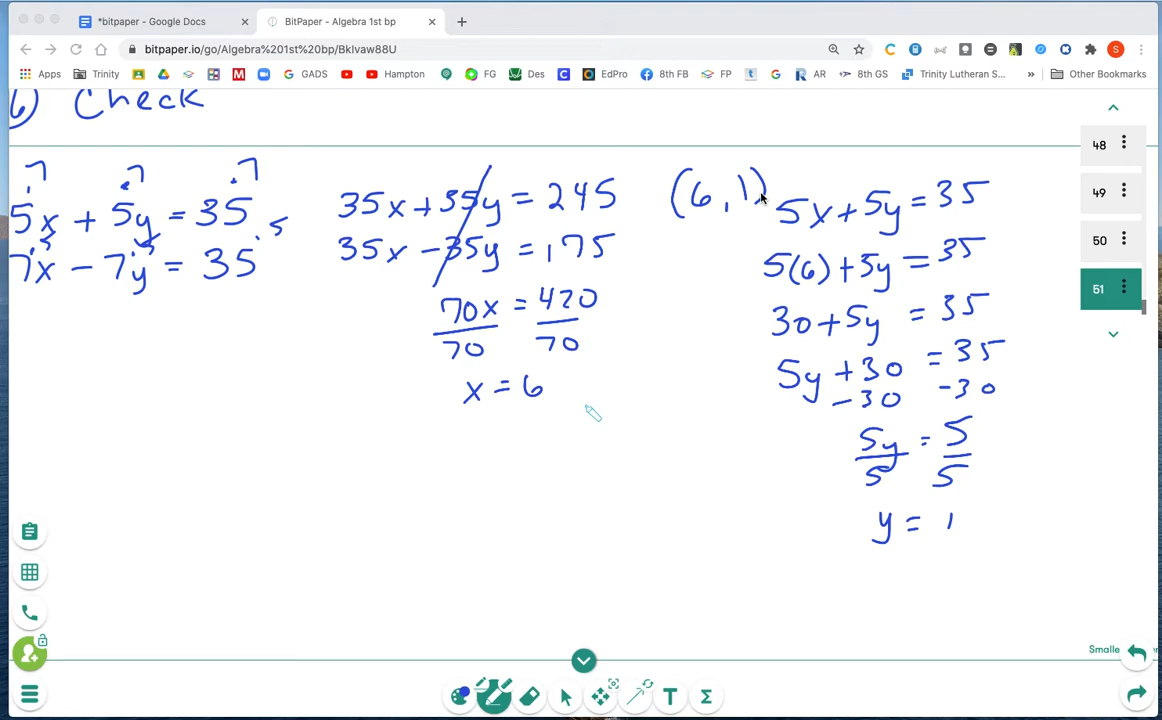 *bitpaper - Google Docs
BitPaper - Algebra 1st bp
bitpaper.io/go/Algebra%201st%20bp/BkIvaw88U
Apps Trinity M GADS Hampton FG Des C EdPro 8th FB FP t AR 8th GS Trinity Lutheran S... » Other Bookmarks
6) Check
.7 .7 .7
5x + 5y = 35
.5 .5 .5
7x - 7y = 35
35x + 35y = 245
35x - 35y = 175
70x = 420
70 70
x = 6
(6, 1)
5x + 5y = 35
5(6) + 5y = 35
30 + 5y = 35
5y + 30 = 35
-30 -30
5y = 5
5 5
y = 1
48
49
50
51
Smalle
T Σ